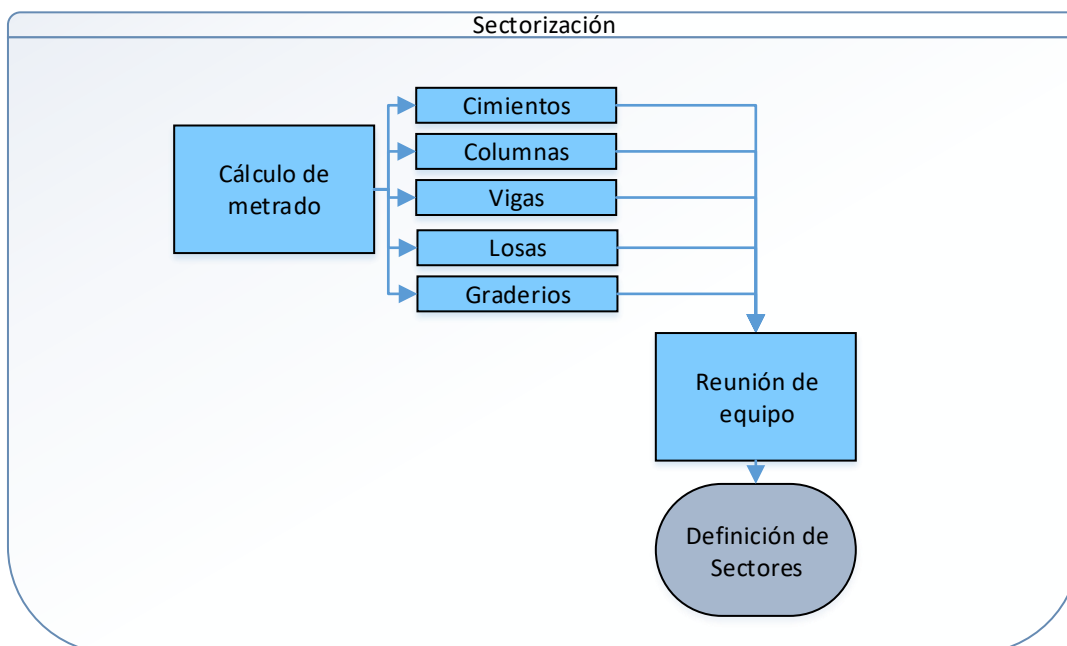 Sectorización
Cimientos
Columnas
Cálculo de
metrado
Vigas
Losas
Graderios
Reunión de
equipo
Definición de
Sectores